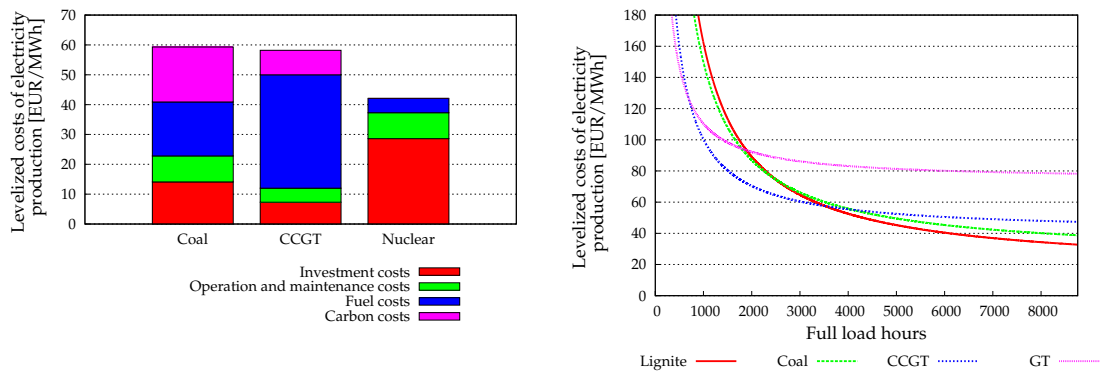 Levelized costs of electricity
production [EUR/MWh]
70
60
50
40
30
20
10
0
Coal
CCGT
Nuclear
Investment costs
Operation and maintenance costs
Fuel costs
Carbon costs
Levelized costs of electricity
production [EUR/MWh]
180
160
140
120
100
80
60
40
20
0
0
1000
2000
3000
4000
5000
6000
7000
8000
Full load hours
Lignite
Coal
CCGT
GT